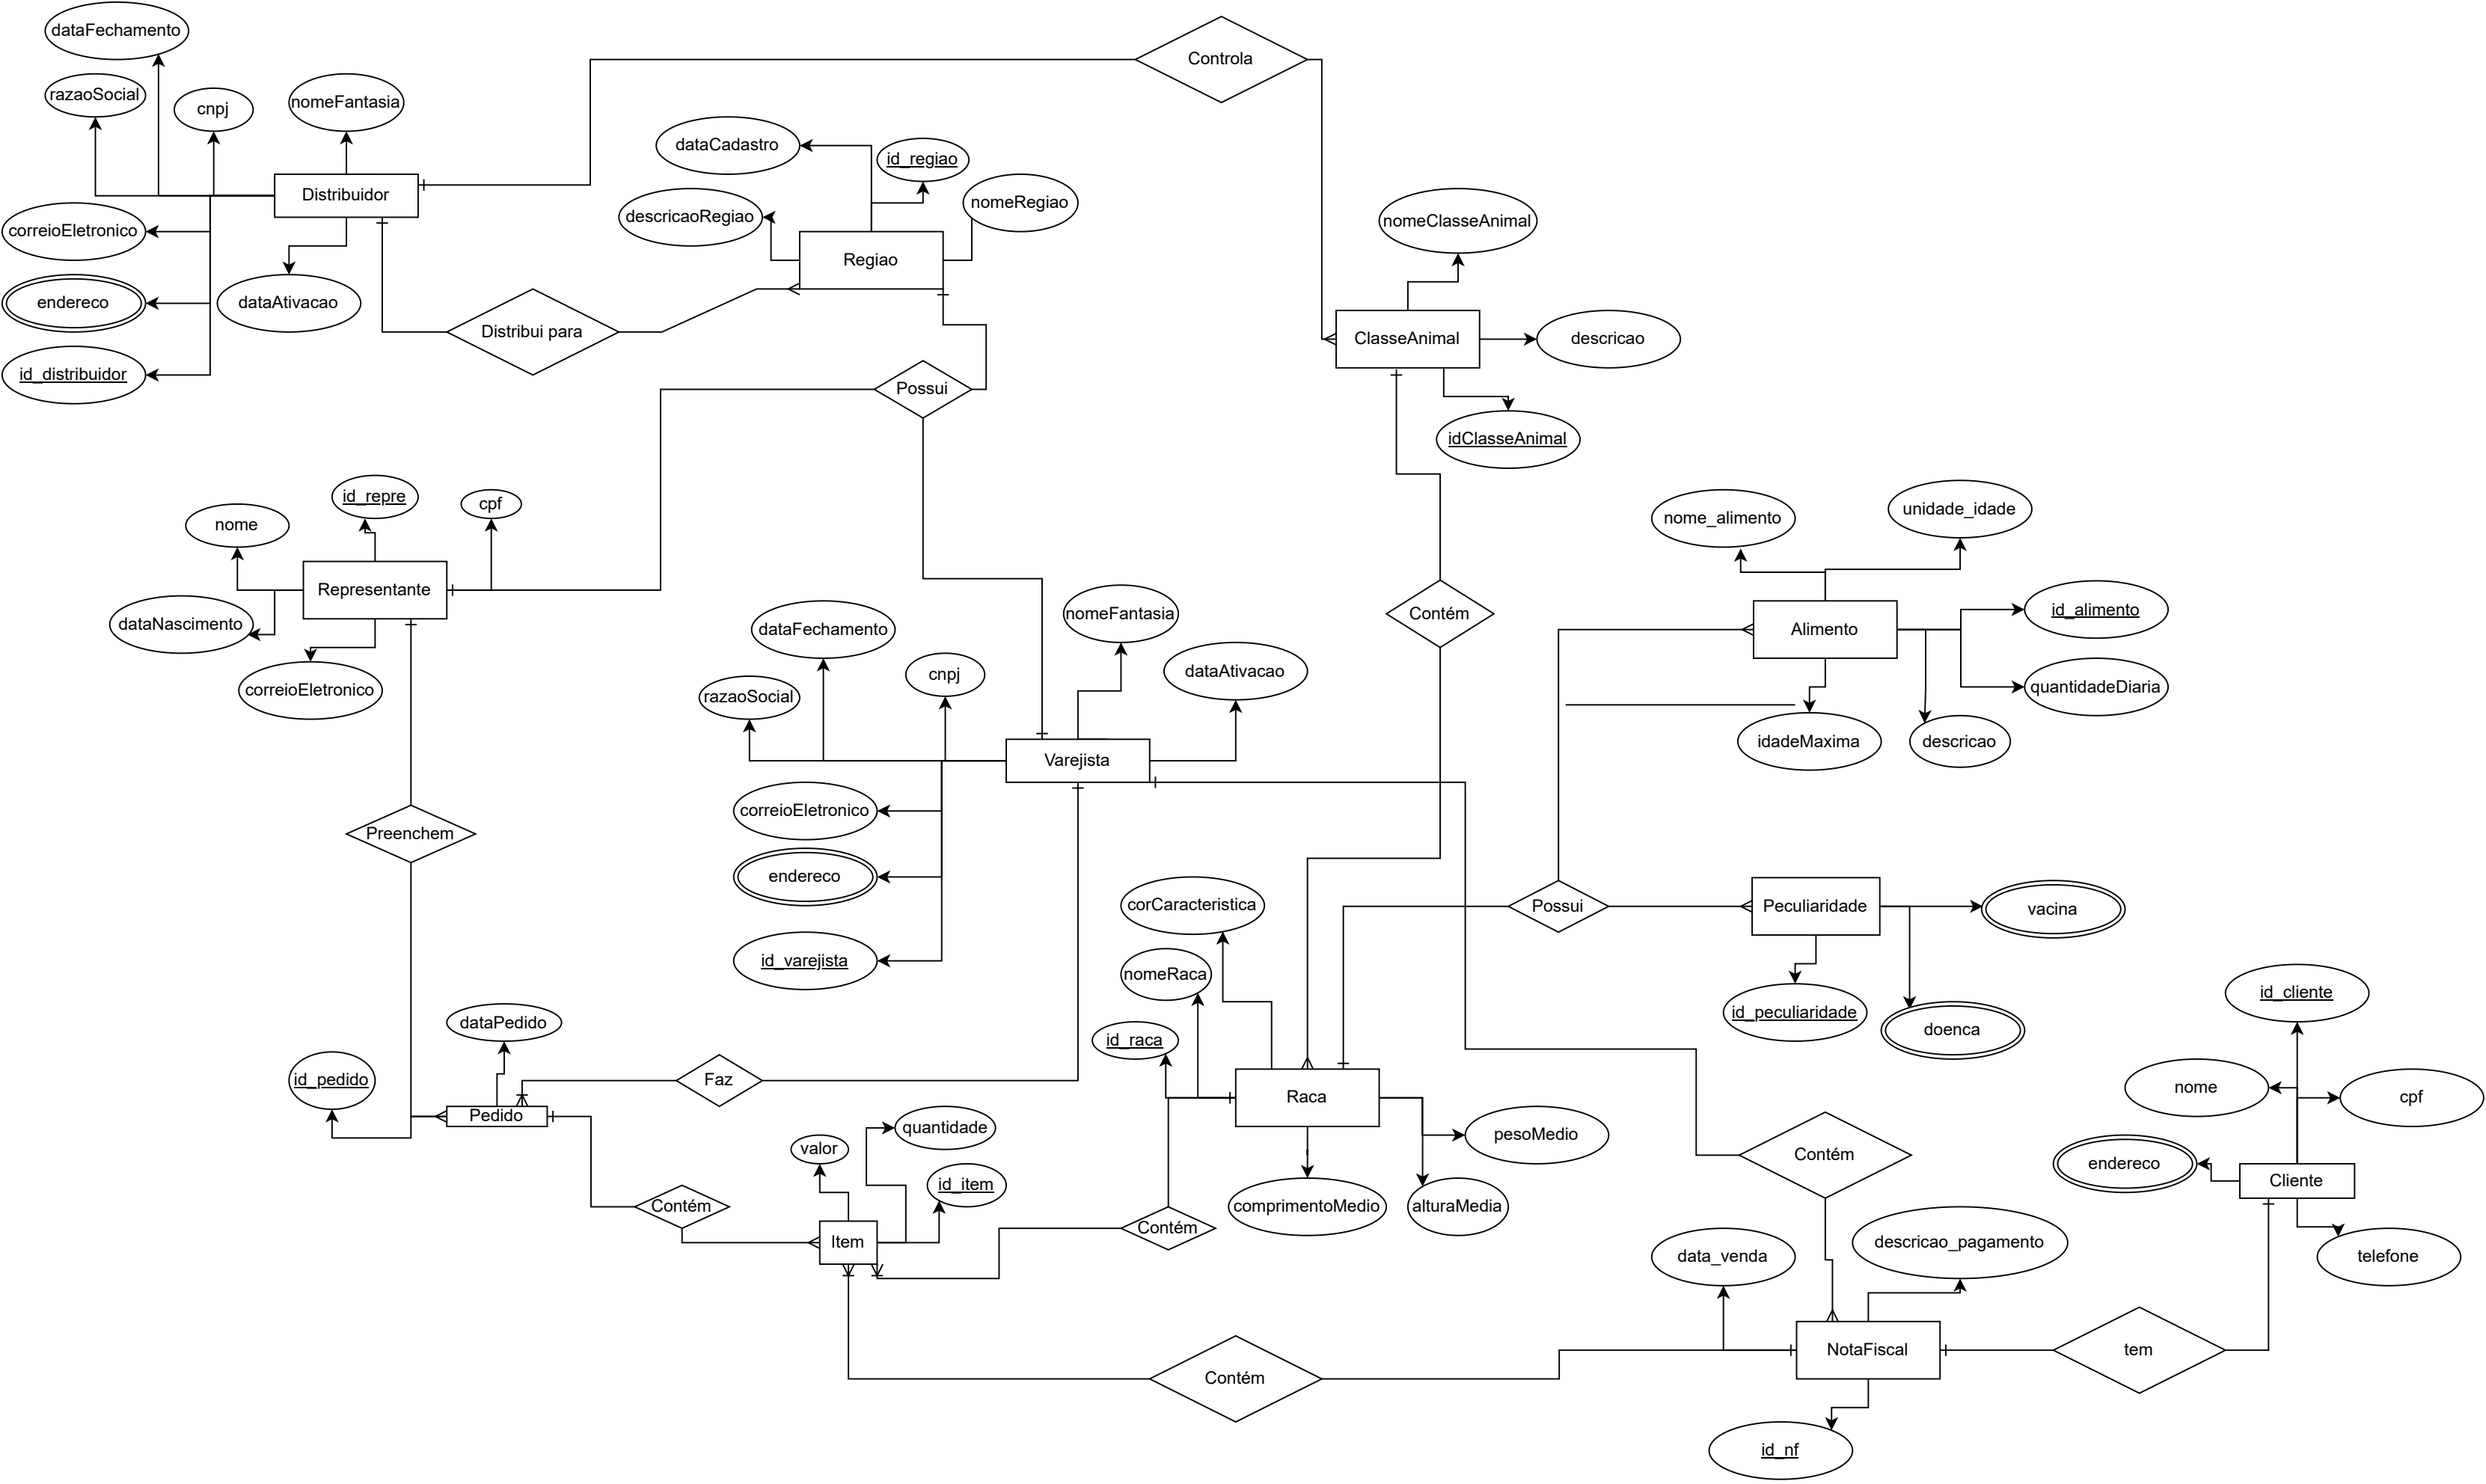 dataFechamento
Controla
razaoSocial
cnpj
nomeFantasia
dataCadastro
id_regiao
Distribuidor
nomeRegiao
descricaoRegiao
nomeClasseAnimal
correioEletronico
Regiao
endereco
dataAtivacao
Distribui para
ClasseAnimal
descricao
id_distribuidor
Possui
idClasseAnimal
id_repre
cpf
nome
nome_alimento
unidade_idade
Representante
dataNascimento
nomeFantasia
Contém
id_alimento
dataFechamento
Alimento
correioEletronico
cnpj
dataAtivacao
razaoSocial
quantidadeDiaria
idadeMaxima
descricao
Varejista
correioEletronico
Preenchem
endereco
corCaracteristica
Possui
Peculiaridade
vacina
id_varejista
nomeRaca
id_cliente
dataPedido
id_raca
id_peculiaridade
doenca
id_pedido
Faz
Raca
nome
cpf
Pedido
quantidade
pesoMedio
valor
Contém
endereco
id_item
Cliente
Contém
Contém
comprimentoMedio
alturaMedia
Item
data_venda
descricao_pagamento
telefone
Contém
NotaFiscal
tem
id_nf